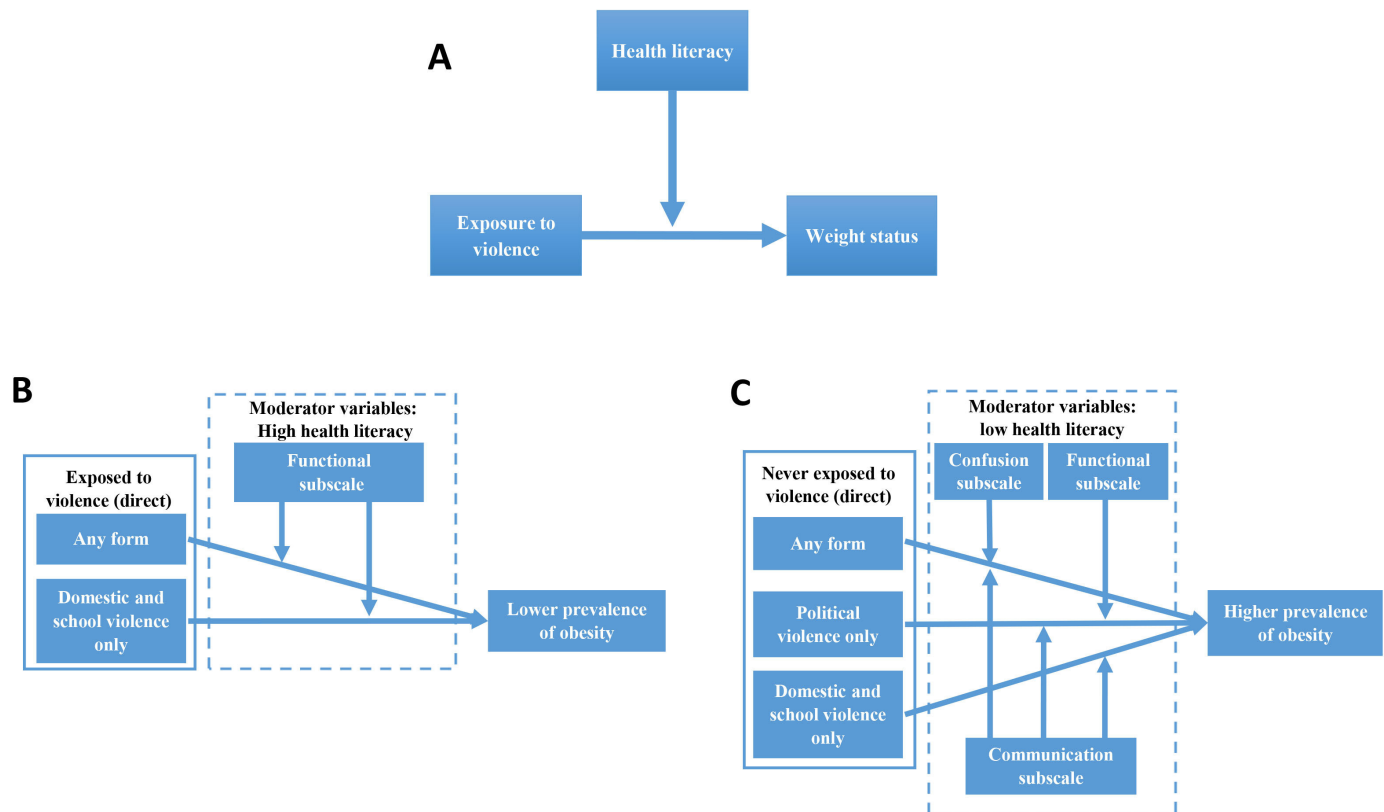 A
Health literacy
Exposure to
violence
Weight status
B
Moderator variables:
High health literacy
Functional
subscale
Exposed to
violence (direct)
Any form
Domestic and
school violence
only
Lower prevalence
of obesity
C
Moderator variables:
low health literacy
Confusion
subscale
Functional
subscale
Never exposed to
violence (direct)
Any form
Political
violence only
Domestic and
school violence
only
Higher prevalence
of obesity
Communication
subscale